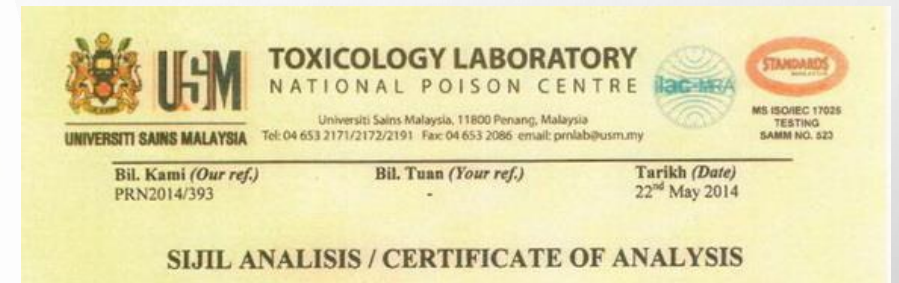 USM
UNIVERSITI SAINS MALAYSIA
TOXICOLOGY LABORATORY
NATIONAL POISON CENTRE
Universiti Sains Malaysia, 11800 Penang, Malaysia
Tel: 04 653 2171/2172/2191 Fax: 04 653 2086 email: prnlab@usm.my
ilac-MRA
STANDARDS
MALAYSIA
MS ISO/IEC 17025
TESTING
SAMM NO. 523
Bil. Kami (Our ref.) Bil. Tuan (Your ref.) Tarikh (Date)
PRN2014/393 - 22nd May 2014
SIJIL ANALISIS / CERTIFICATE OF ANALYSIS